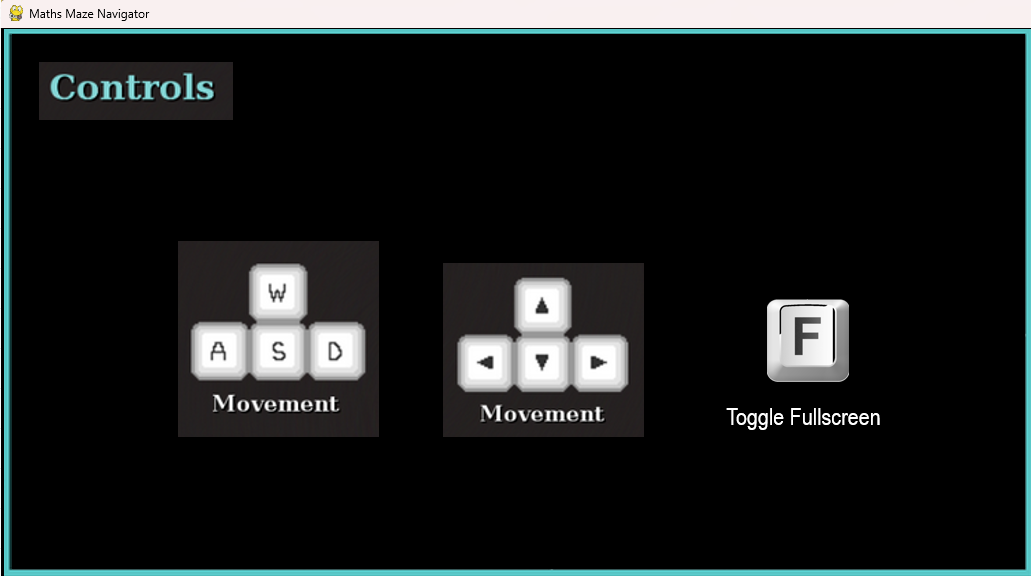 Maths Maze Navigator
Controls
W
A S D
Movement
Movement
F
Toggle Fullscreen